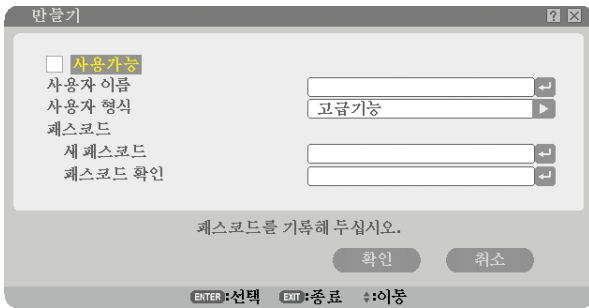 만들기
사용가능
사용자 이름
사용자 형식 고급기능
패스코드
새 패스코드
패스코드 확인
패스코드를 기록해 두십시오.
확인 취소
ENTER:선택 EXIT:종료 :이동